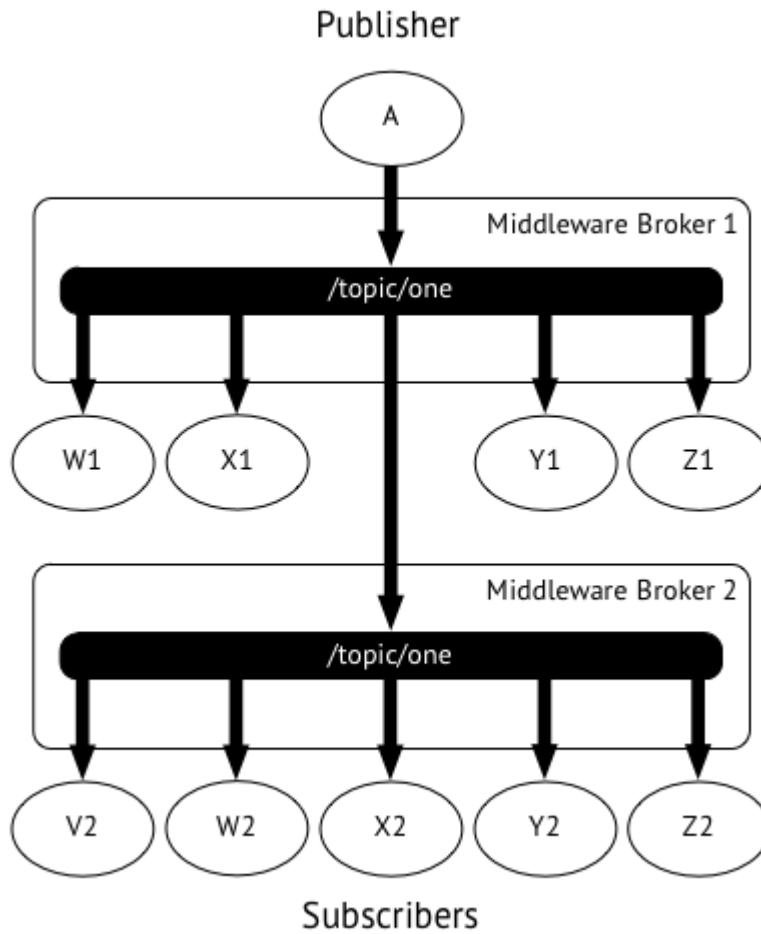 Publisher
A
Middleware Broker 1
/topic/one
W1
X1
Y1
Z1
Middleware Broker 2
/topic/one
V2
W2
X2
Y2
Z2
Subscribers